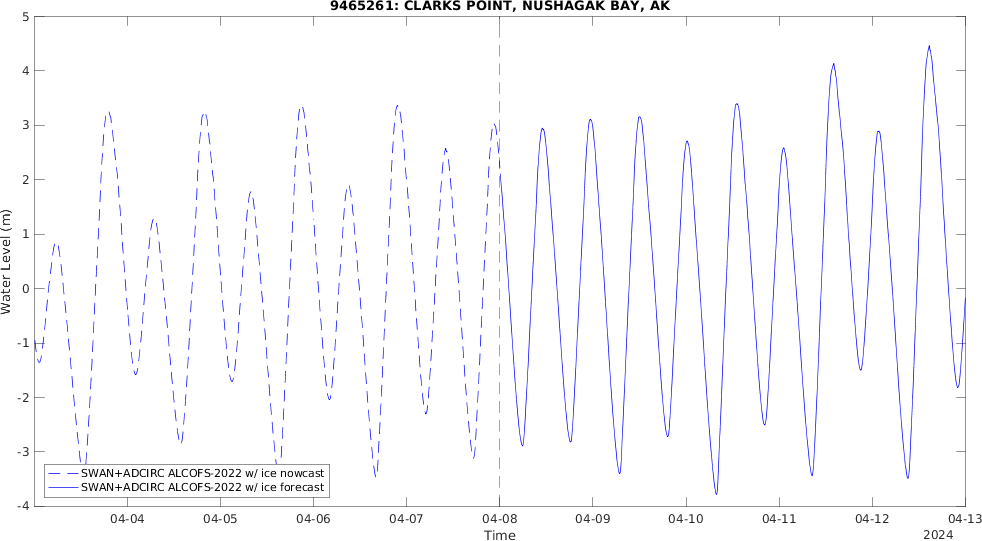 9465261: CLARKS POINT, NUSHAGAK BAY, AK
5
4
3
2
1
0
-1
-2
-3
-4
Water Level (m)
SWAN+ADCIRC ALCOFS-2022 w/ ice nowcast
SWAN+ADCIRC ALCOFS-2022 w/ ice forecast
04-04 04-05 04-06 04-07 04-08 04-09 04-10 04-11 04-12 04-13
Time
2024